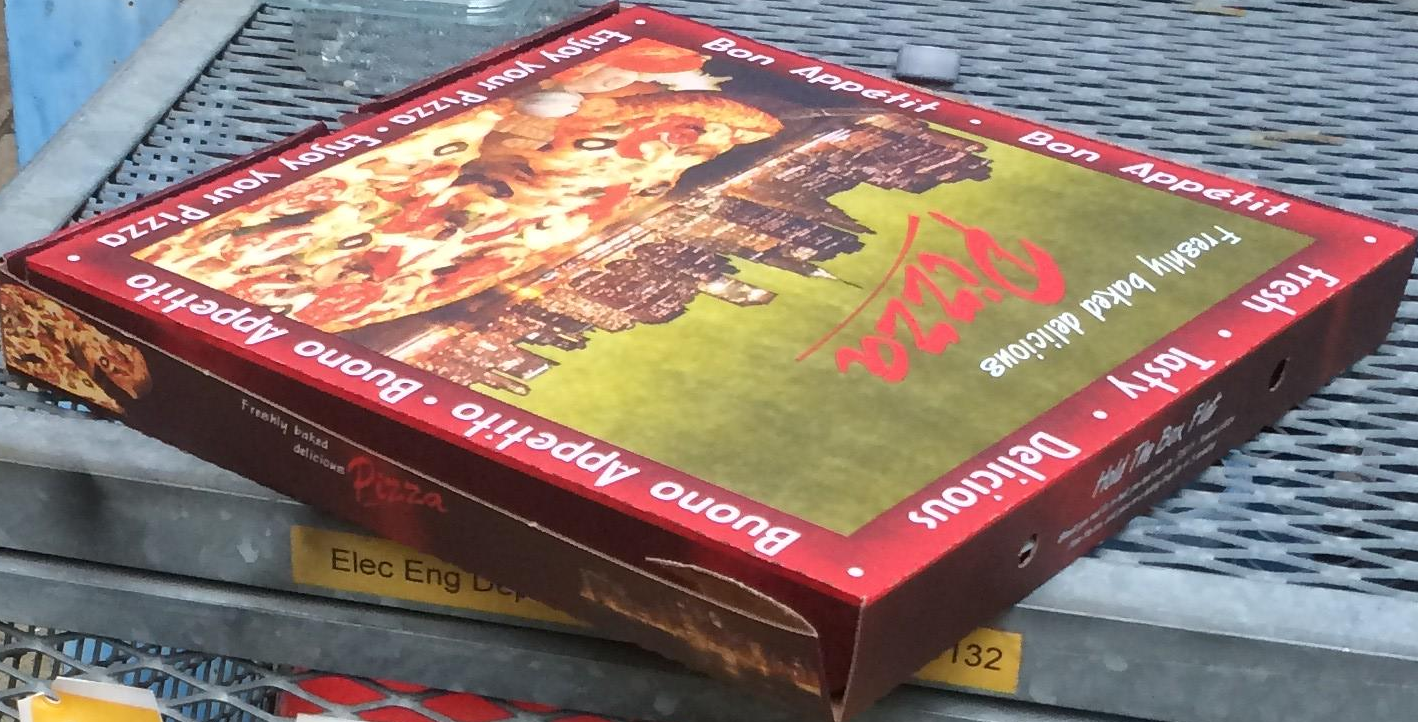 Bon Appétit • Bon Appétit
Enjoy your Pizza • Enjoy your Pizza
Freshly baked delicious
Pizza
Fresh • Tasty • Delicious
Buono Appetito • Buono Appetito
Freshly baked
delicious Pizza
Hold The Box Flat
Elec Eng
132